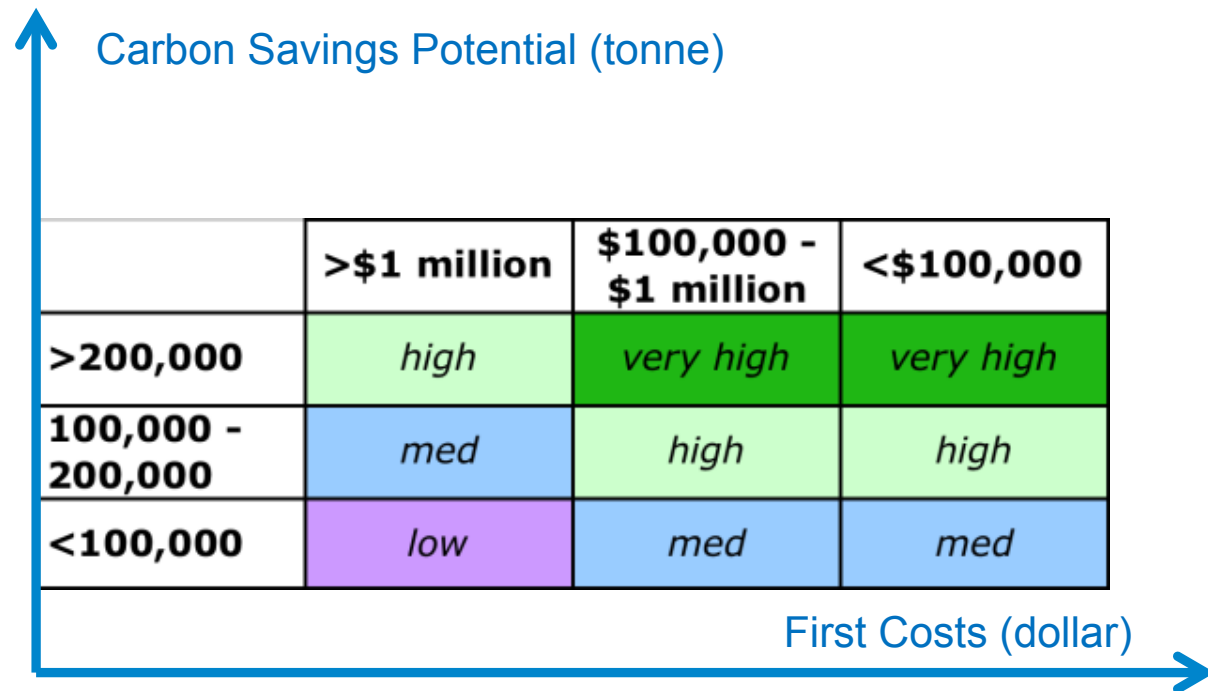 Carbon Savings Potential (tonne)
>$1 million
$100,000 -
$1 million
<$100,000
>200,000
high
very high
very high
100,000 -
200,000
med
high
high
<100,000
low
med
med
First Costs (dollar)